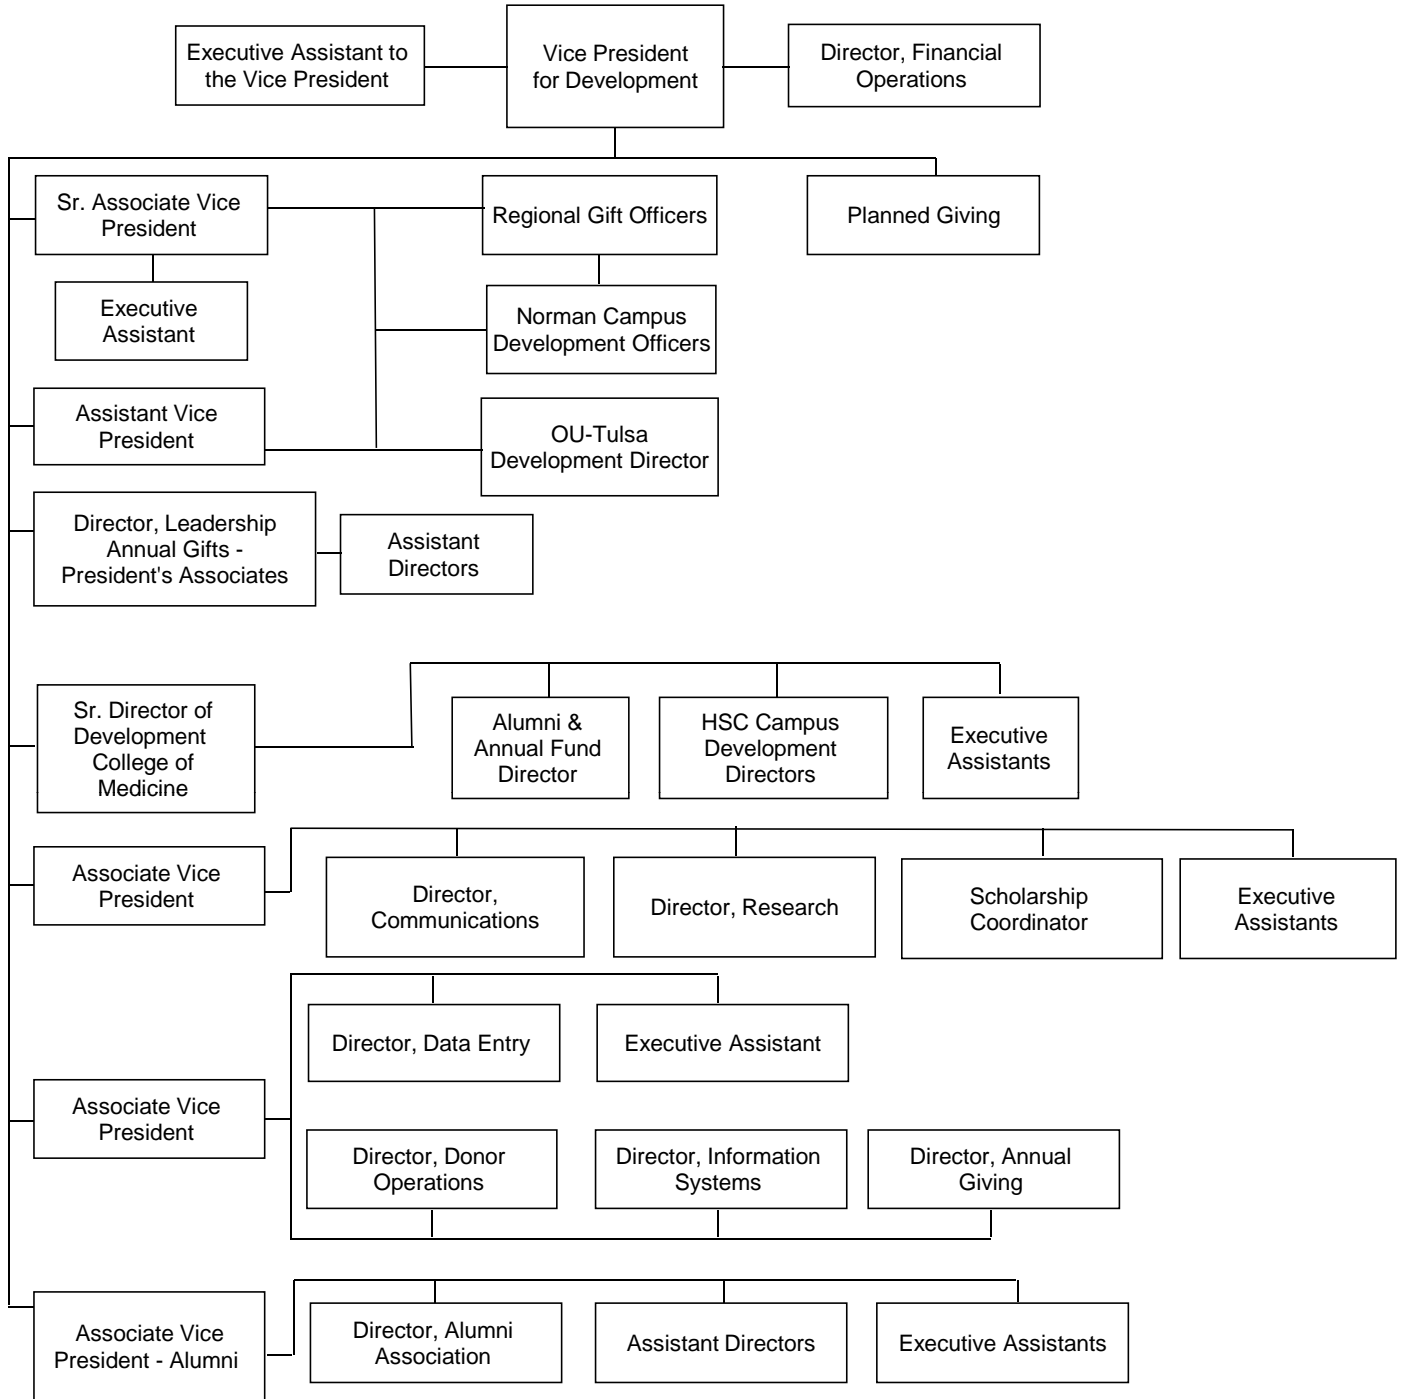 Executive Assistant to
the Vice President
Vice President
for Development
Director, Financial
Operations
Sr. Associate Vice
President
Regional Gift Officers
Planned Giving
Executive
Assistant
Norman Campus
Development Officers
Assistant Vice
President
OU-Tulsa
Development Director
Director, Leadership
Annual Gifts -
President's Associates
Assistant
Directors
Sr. Director of
Development
College of
Medicine
Alumni &
Annual Fund
Director
HSC Campus
Development
Directors
Executive
Assistants
Associate Vice
President
Director,
Communications
Director, Research
Scholarship
Coordinator
Executive
Assistants
Director, Data Entry
Executive Assistant
Associate Vice
President
Director, Donor
Operations
Director, Information
Systems
Director, Annual
Giving
Associate Vice
President - Alumni
Director, Alumni
Association
Assistant Directors
Executive Assistants